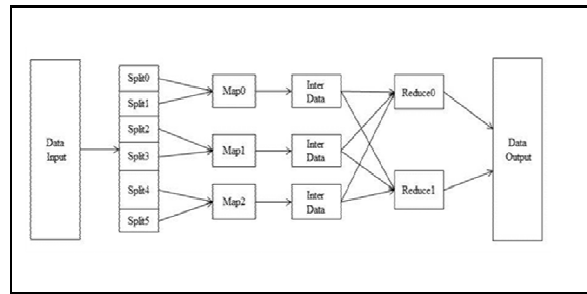 Data
Input
Split0
Split1
Split2
Split3
Split4
Split5
Map0
Map1
Map2
Inter
Data
Inter
Data
Inter
Data
Reduce0
Reduce1
Data
Output